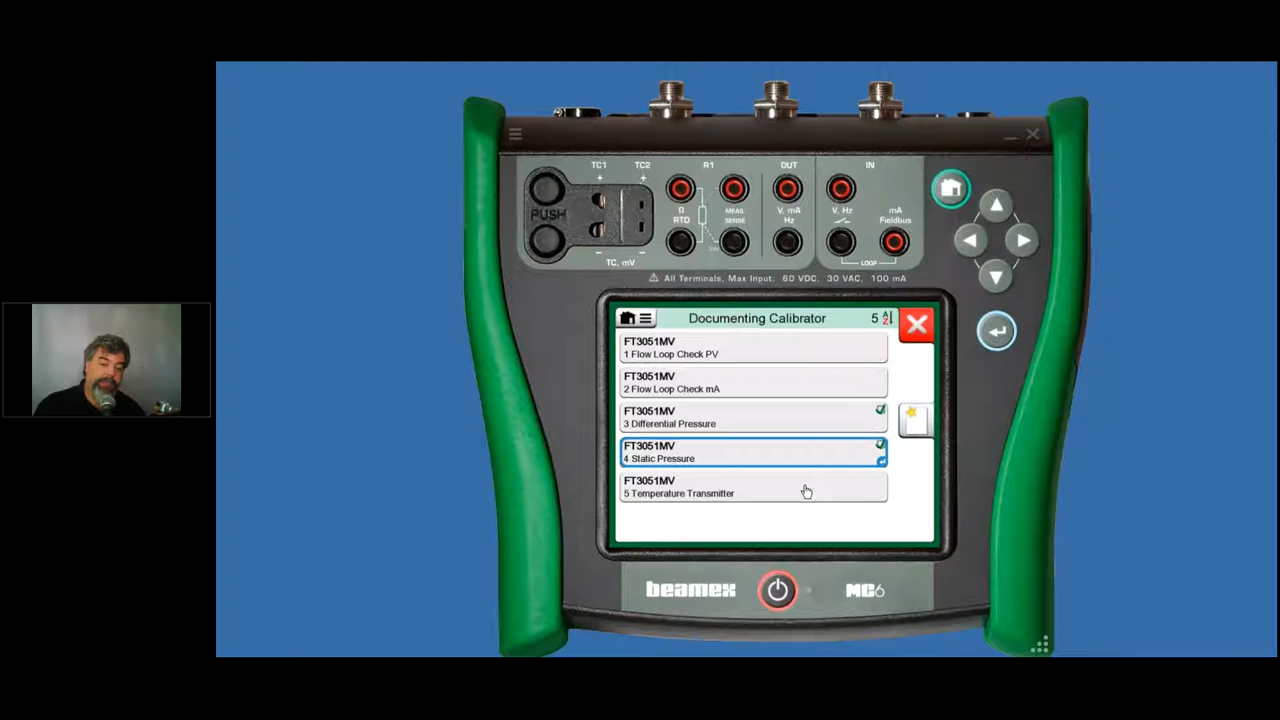 TC1 TC2 R1 OUT IN
+ +
PUSH
Ω
RTD
MEAS.
SENSE
V, mA
Hz
V, Hz
mA
Fieldbus
- -
TC, mV
LOOP
All Terminals, Max Input: 60 VDC, 30 VAC, 100 mA
Documenting Calibrator 5
FT3051MV
1 Flow Loop Check PV
FT3051MV
2 Flow Loop Check mA
FT3051MV
3 Differential Pressure
FT3051MV
4 Static Pressure
FT3051MV
5 Temperature Transmitter
beamex MC6